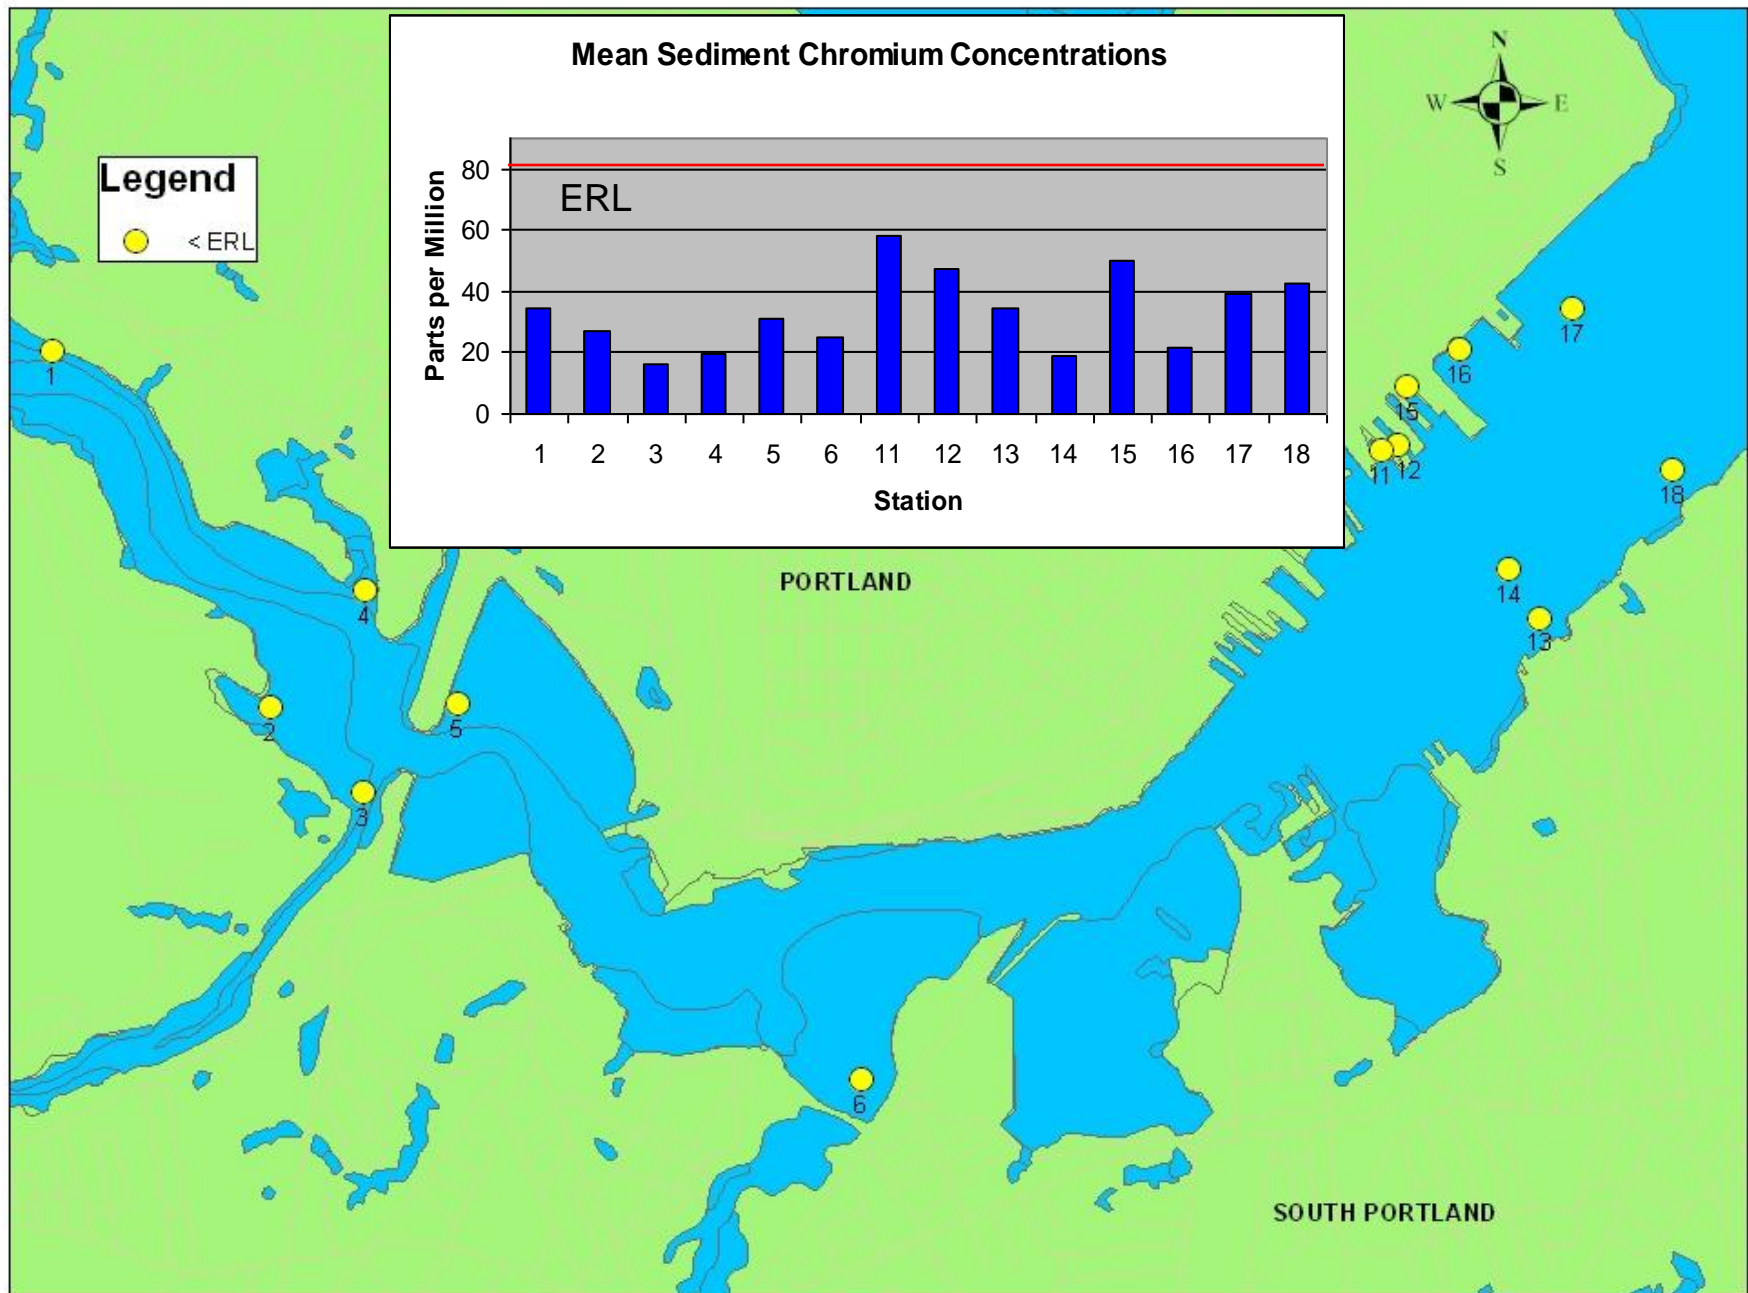 Mean Sediment Chromium Concentrations
Parts per Million
80
60
40
20
0
ERL
1 2 3 4 5 6 11 12 13 14 15 16 17 18
Station
N
W E
S
Legend
< ERL
1
17
16
15
11 12
18
PORTLAND
14
4
13
2
5
3
6
SOUTH PORTLAND